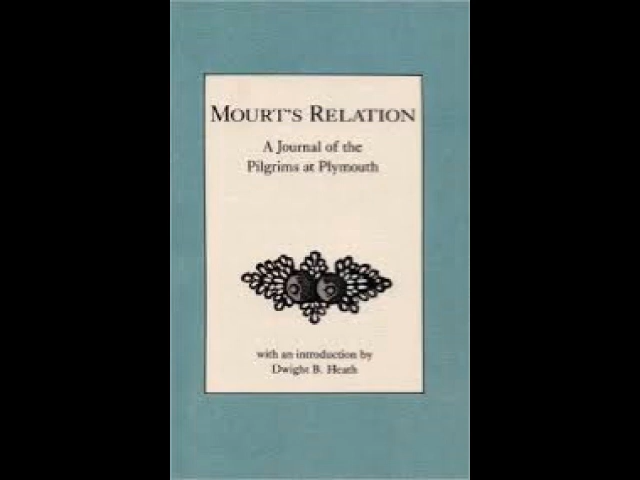 MOURT'S RELATION
A Journal of the
Pilgrims at Plymouth
with an introduction by
Dwight B. Heath